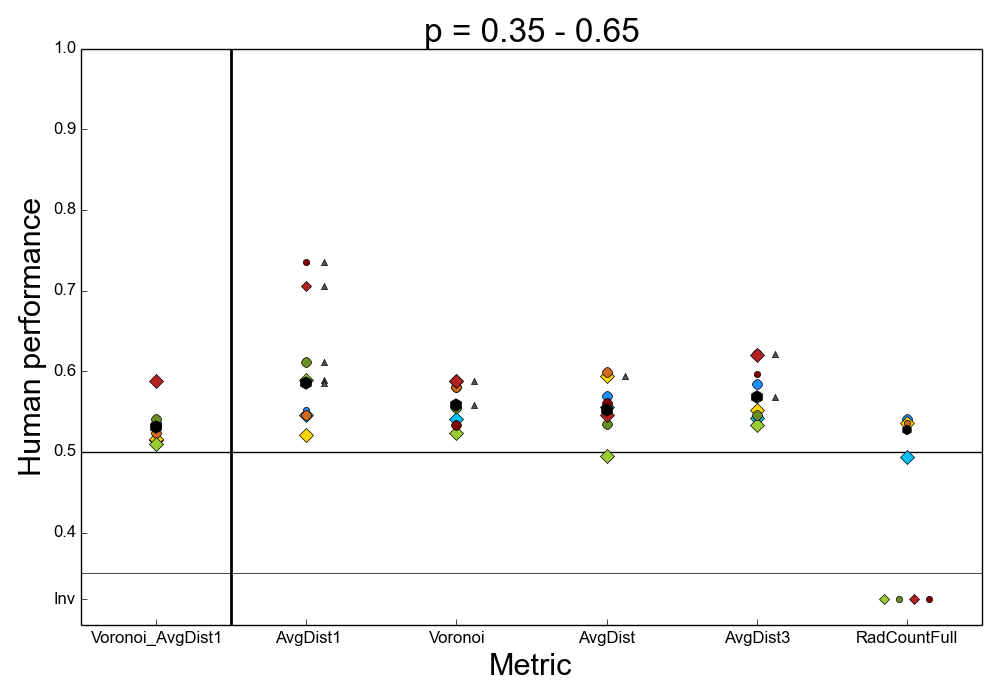 p = 0.35 - 0.65
Human performance
1.0
0.9
0.8
0.7
0.6
0.5
0.4
Inv
Voronoi_AvgDist1 AvgDist1 Voronoi AvgDist AvgDist3 RadCountFull
Metric